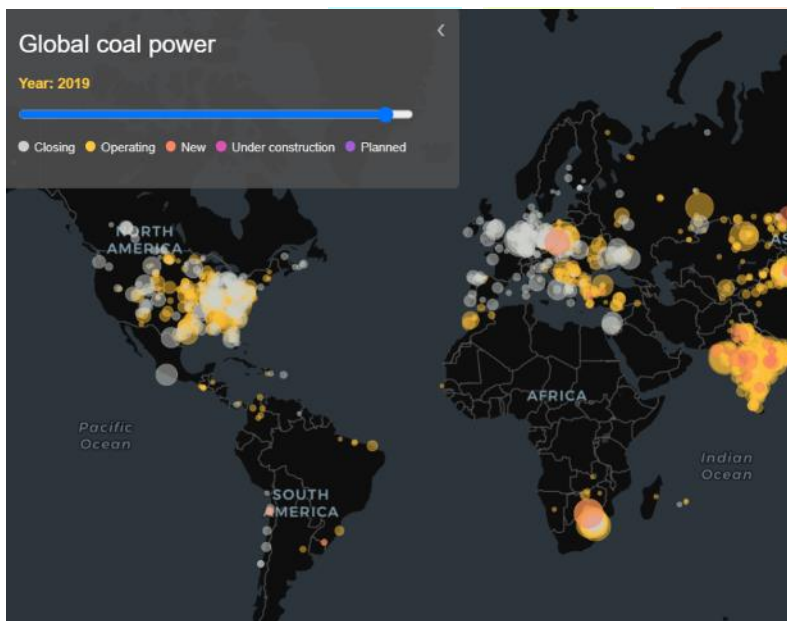 Global coal power
Year: 2019
Closing Operating New Under construction Planned
NORTH
AMERICA
AS
AFRICA
Pacific
Ocean
Indian
Ocean
SOUTH
AMERICA